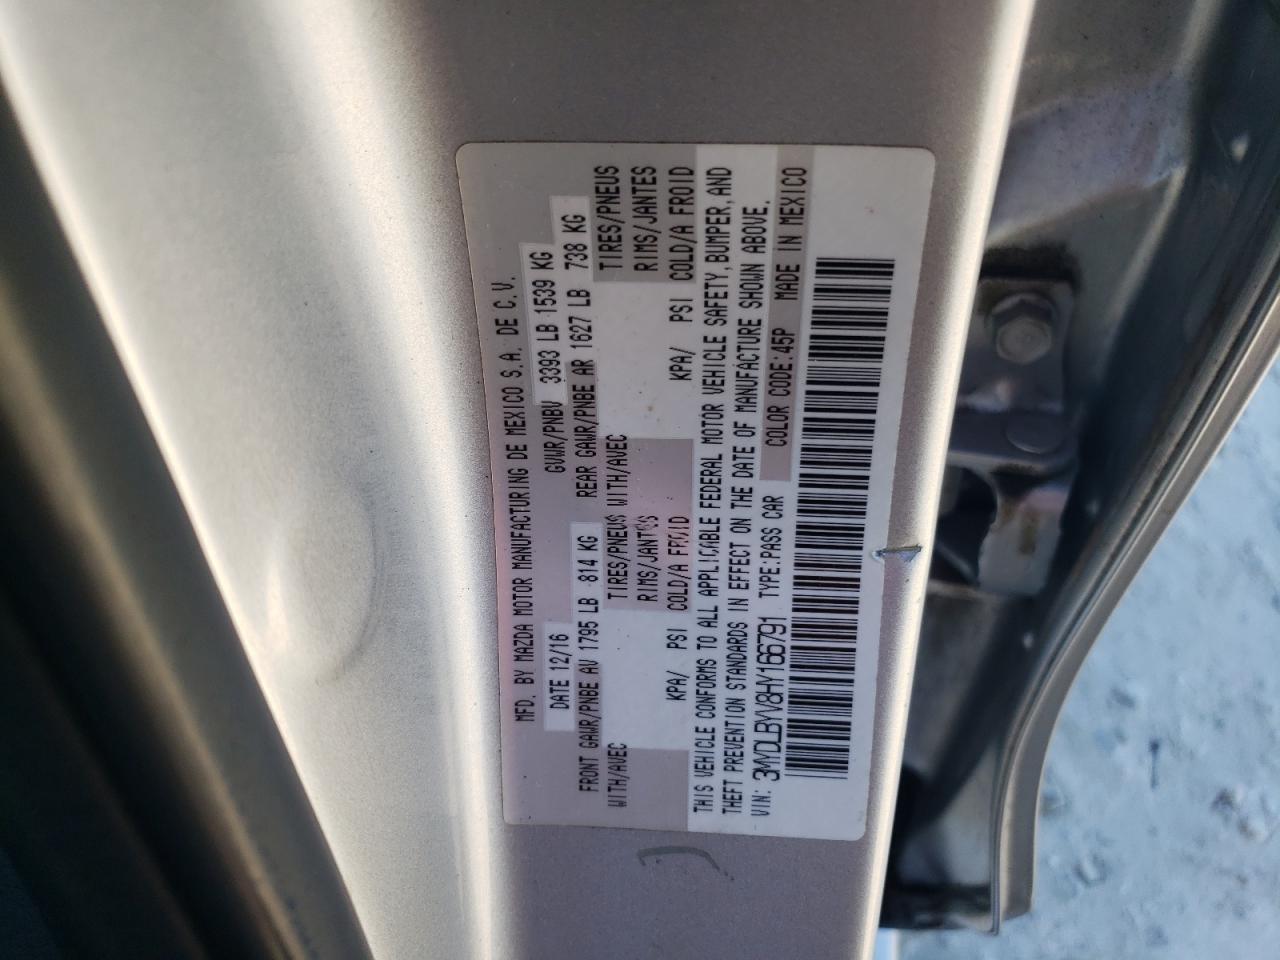 MFD. BY MAZDA MOTOR MANUFACTURING DE MEXICO S.A. DE C.V.
DATE 12/16 GVWR/PNBV 3393 LB 1539 KG
FRONT GAWR/PNBE AV 1795 LB 814 KG REAR GAWR/PNBE AR 1627 LB 738 KG
WITH/AVEC TIRES/PNEUS WITH/AVEC TIRES/PNEUS
RIMS/JANTES RIMS/JANTES
KPA/ PSI COLD/A FROID KPA/ PSI COLD/A FROID
THIS VEHICLE CONFORMS TO ALL APPLICABLE FEDERAL MOTOR VEHICLE SAFETY, BUMPER, AND
THEFT PREVENTION STANDARDS IN EFFECT ON THE DATE OF MANUFACTURE SHOWN ABOVE.
VIN: 3MYDLBYV8HY166791 TYPE:PASS CAR COLOR CODE:45P MADE IN MEXICO